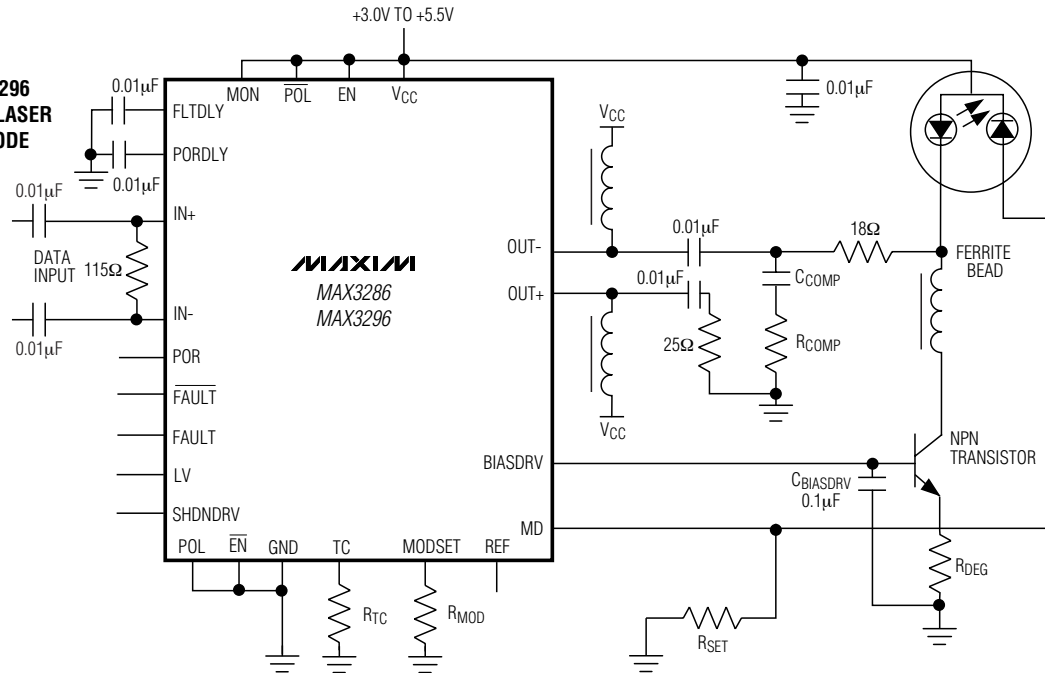 +3.0V TO +5.5V
296
LASER
ODE
0.01µF
FLTDLY
MON
POL
EN
VCC
0.01µF
VCC
PORDLY
0.01µF
0.01µF
IN+
DATA
INPUT
115Ω
OUT-
0.01µF
18Ω
FERRITE
BEAD
MAXIM
MAX3286
MAX3296
0.01µF
CCOMP
OUT+
IN-
0.01µF
25Ω
RCOMP
POR
FAULT
VCC
FAULT
BIASDRV
NPN
TRANSISTOR
LV
CBIASDRV
0.1µF
SHDNDRV
MD
POL
EN
GND
TC
MODSET
REF
RDEG
RTC
RMOD
RSET